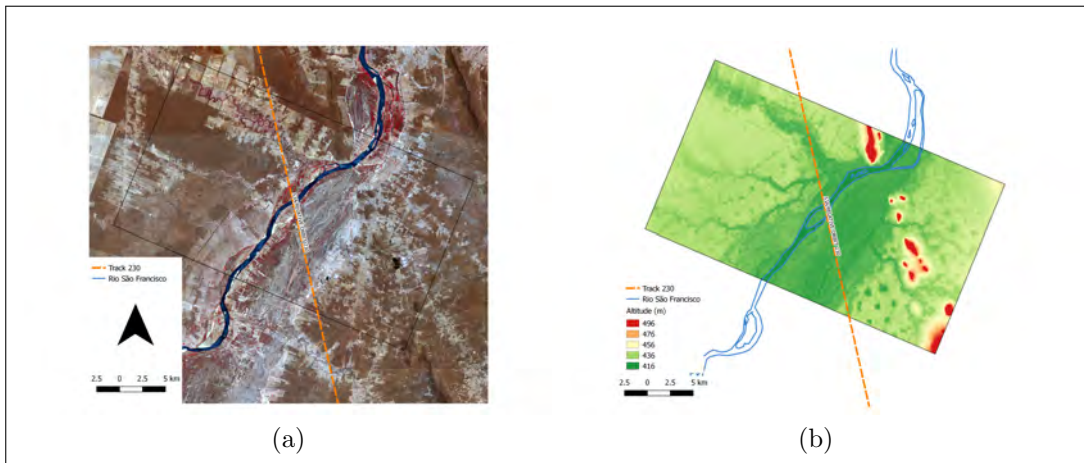 Track 230
Rio São Francisco
2.5 0 2.5 5 km
(a)
Track 230
Rio São Francisco
Altitude (m)
496
476
456
436
416
2.5 0 2.5 5 km
(b)